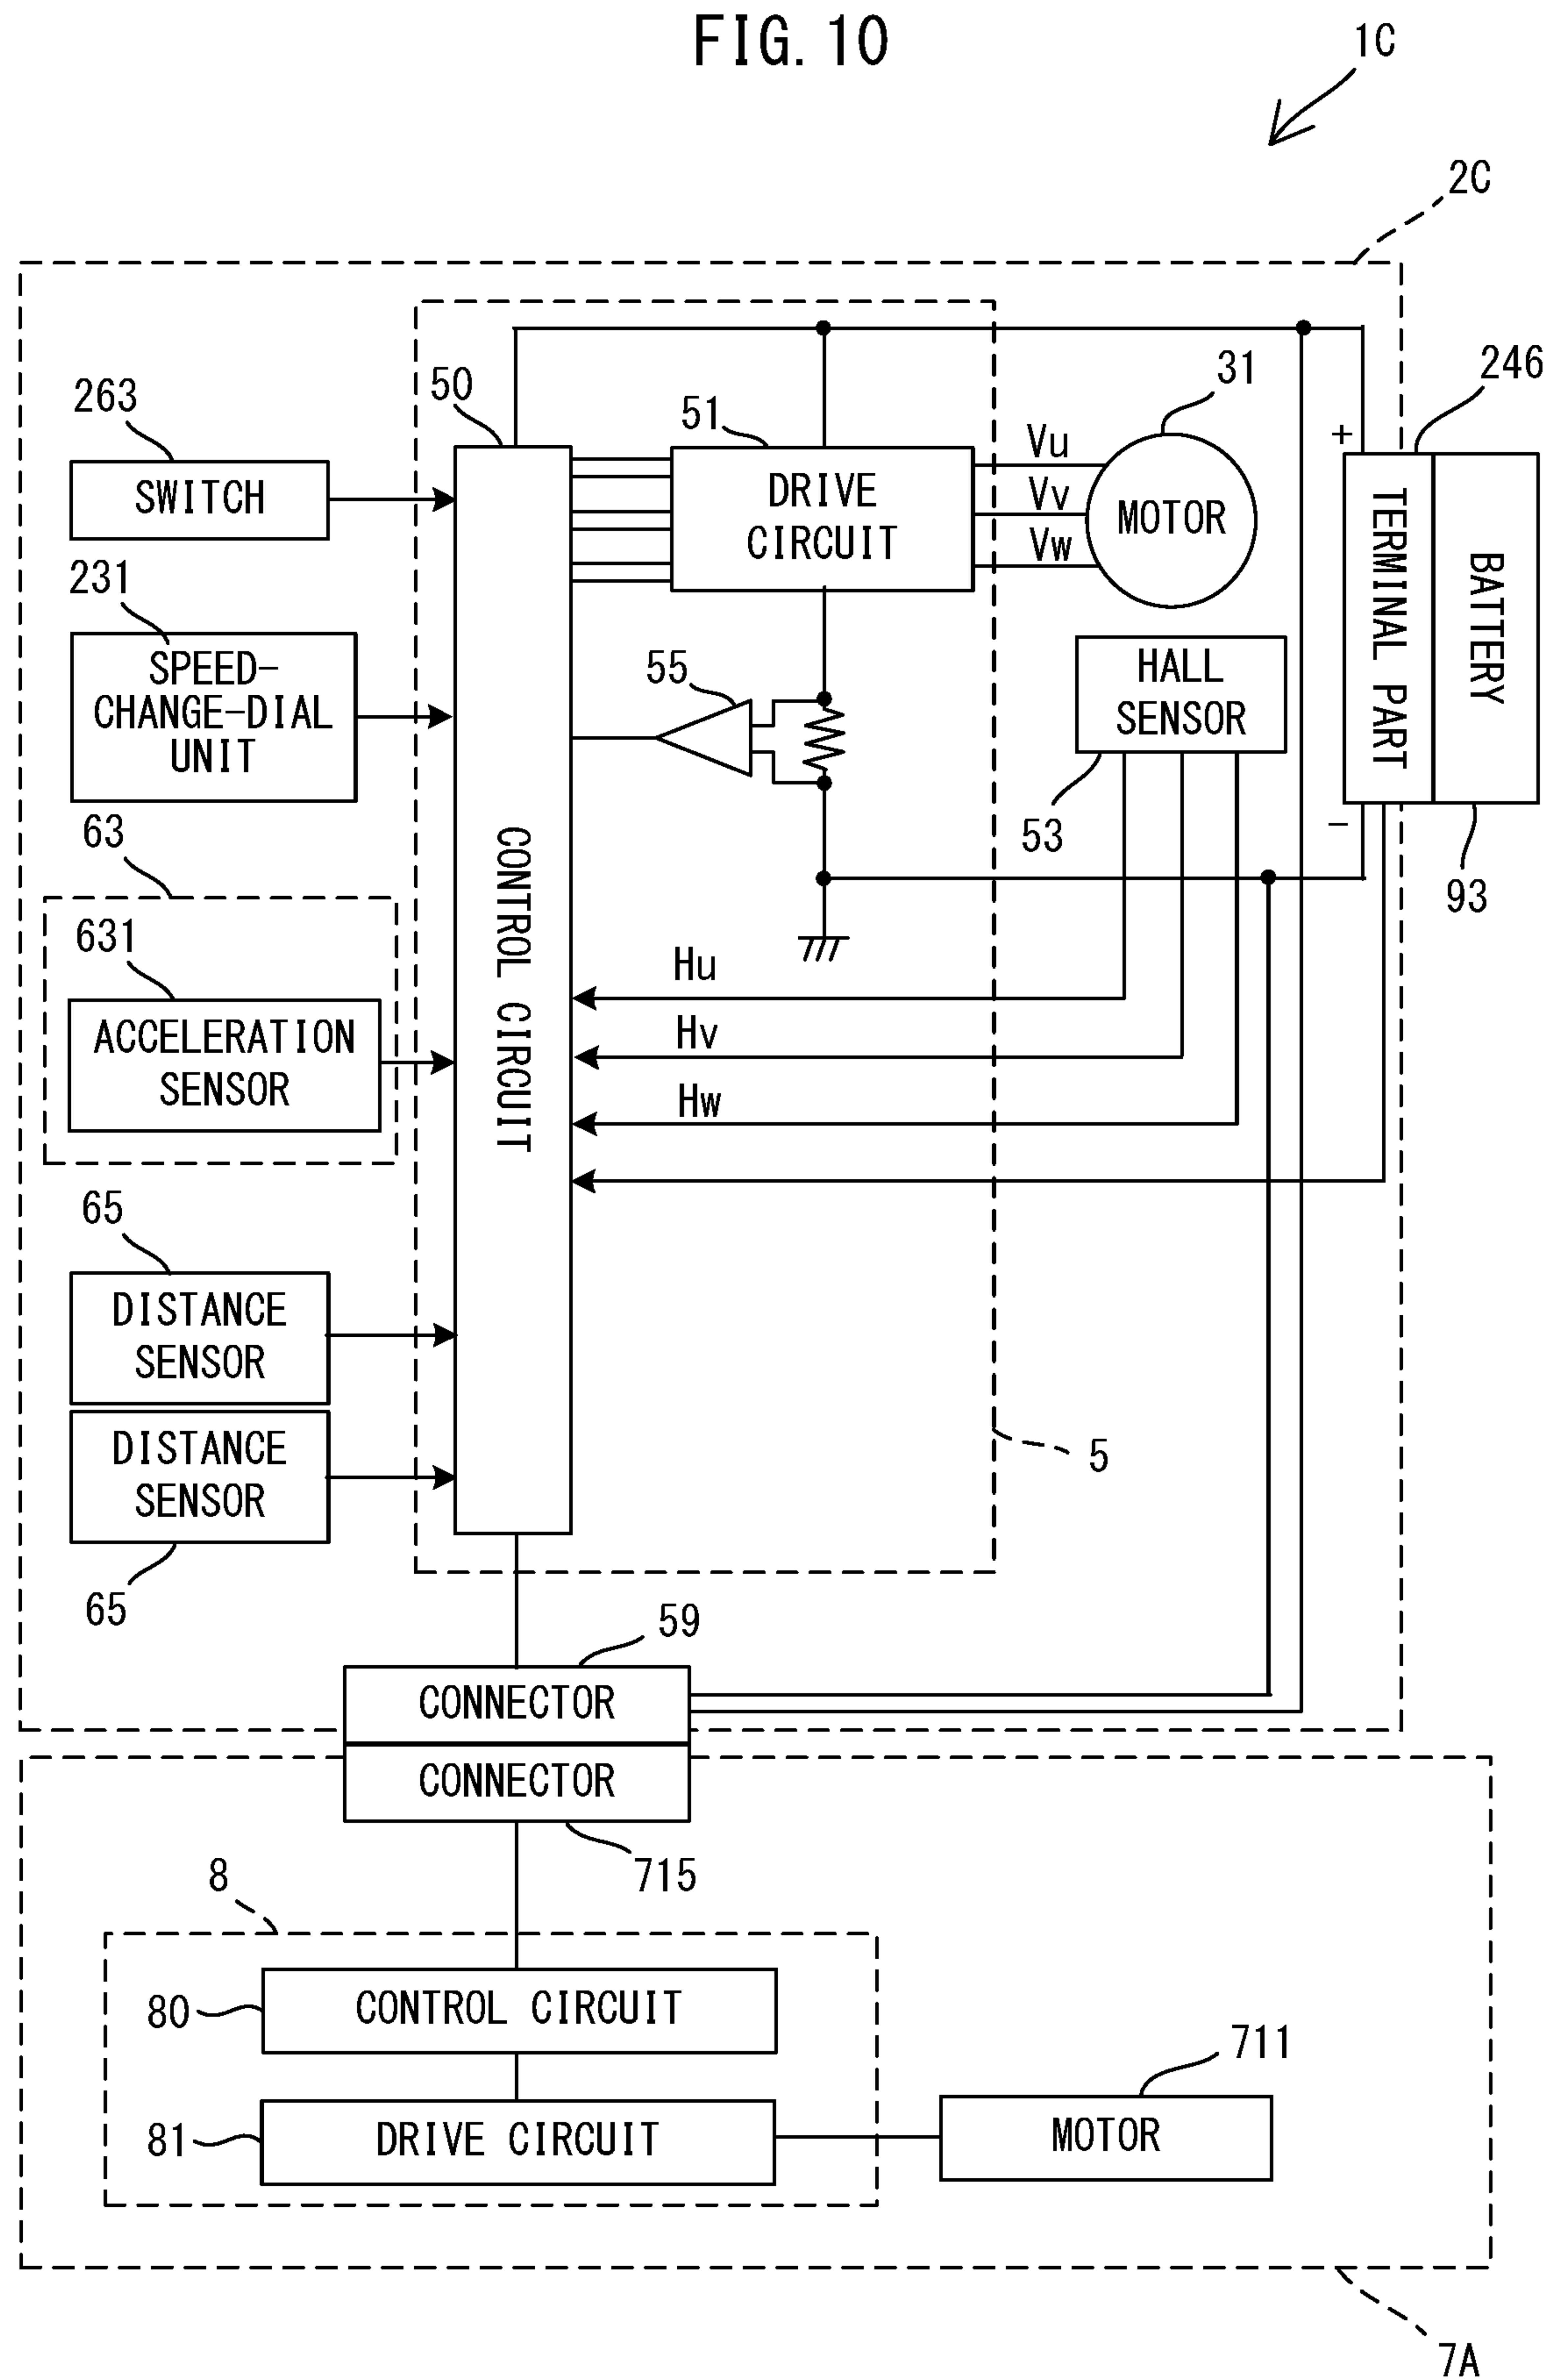 FIG. 10
1C
2C
263
SWITCH
231
SPEED-
CHANGE-DIAL
UNIT
63
631
ACCELERATION
SENSOR
65
DISTANCE
SENSOR
DISTANCE
SENSOR
65
50
CONTROL CIRCUIT
51
DRIVE
CIRCUIT
Vu
Vv
Vw
31
MOTOR
55
HALL
SENSOR
53
246
+
TERMINAL PART
BATTERY
−
93
Hu
Hv
Hw
5
59
CONNECTOR
CONNECTOR
715
8
80
CONTROL CIRCUIT
81
DRIVE CIRCUIT
711
MOTOR
7A